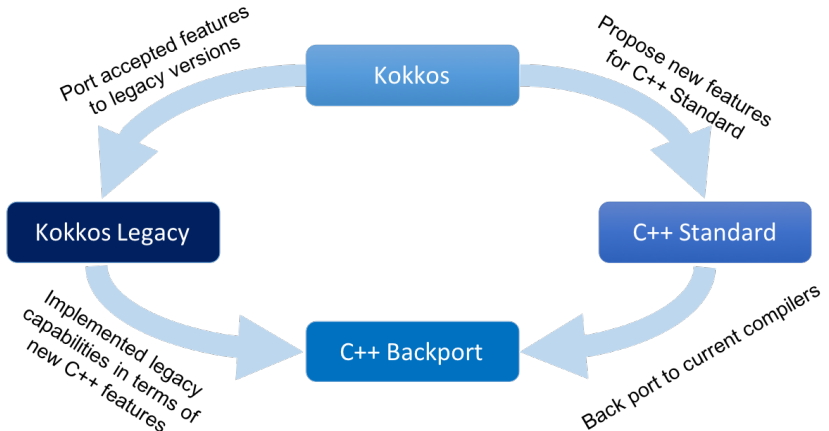 Port accepted features
to legacy versions
Kokkos
Propose new features
for C++ Standard
Kokkos Legacy
C++ Standard
Implemented legacy
capabilities in terms of
new C++ features
C++ Backport
Back port to current compilers